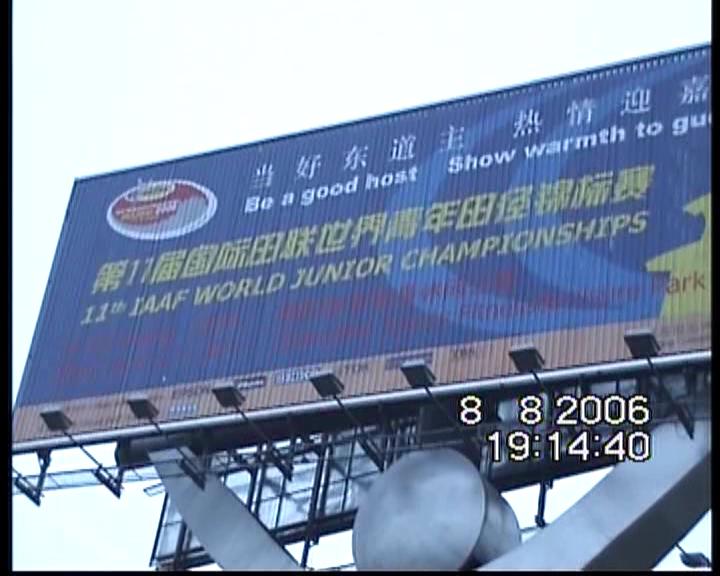 当好东道主 热情迎嘉
Be a good host Show warmth to gu
第11届国际田联世界青年田径锦标赛
11th IAAF WORLD JUNIOR CHAMPIONSHIPS
Park
8 8 2006
19:14:40